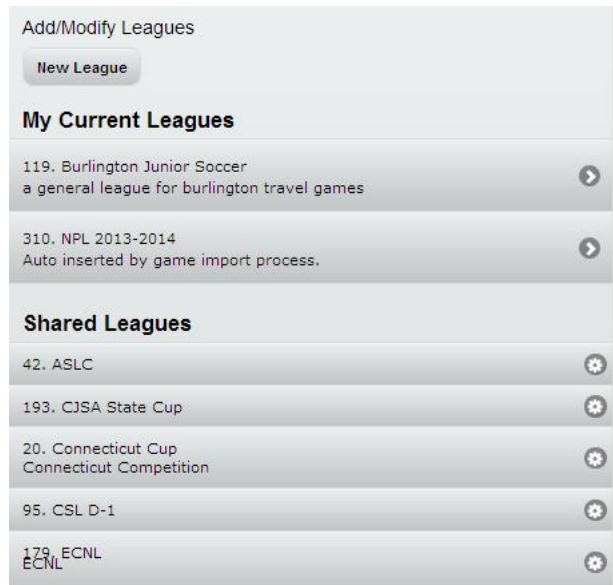 Add/Modify Leagues
New League
My Current Leagues
119. Burlington Junior Soccer
a general league for burlington travel games
310. NPL 2013-2014
Auto inserted by game import process.
Shared Leagues
42. ASLC
193. CJSA State Cup
20. Connecticut Cup
Connecticut Competition
95. CSL D-1
179. ECNL
ECNL